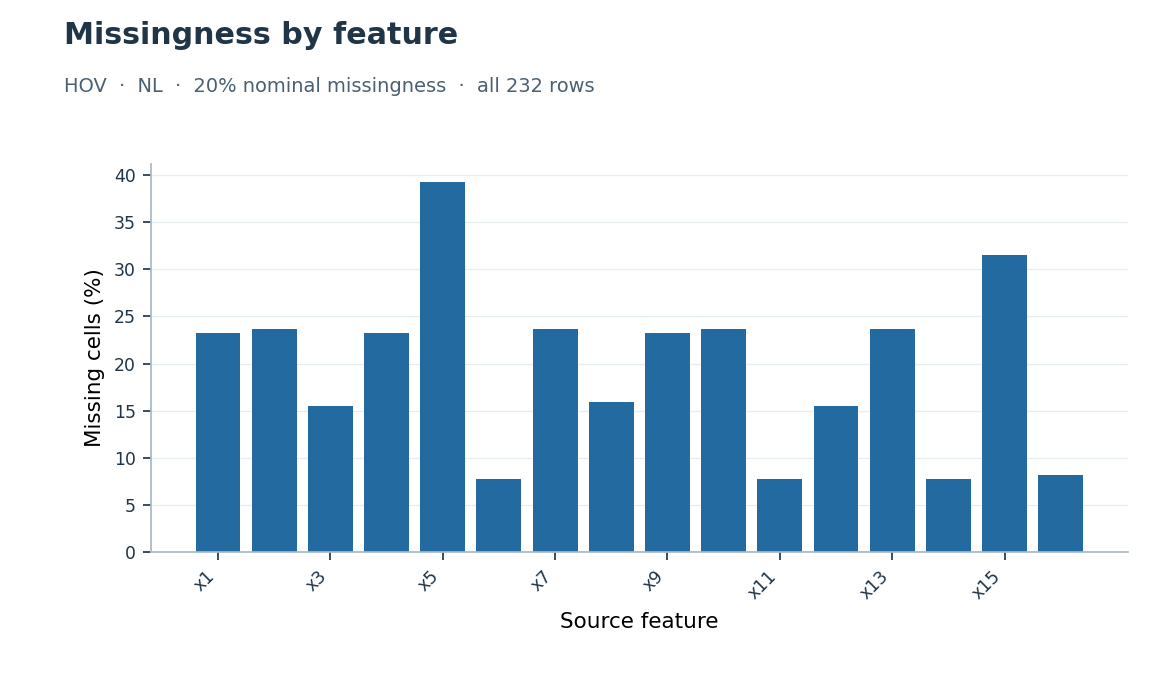 Missingness by feature
HOV · NL · 20% nominal missingness · all 232 rows
Missing cells (%)
40
35
30
25
20
15
10
5
0
x1 x3 x5 x7 x9 x11 x13 x15
Source feature